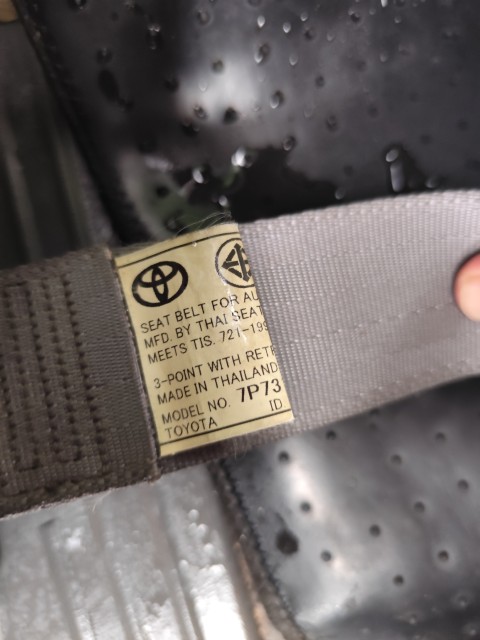 SEAT BELT FOR AU
MFD. BY THAI SEAT
MEETS TIS. 721-199
3-POINT WITH RETR
MADE IN THAILAND
MODEL NO. 7P73
TOYOTA ID